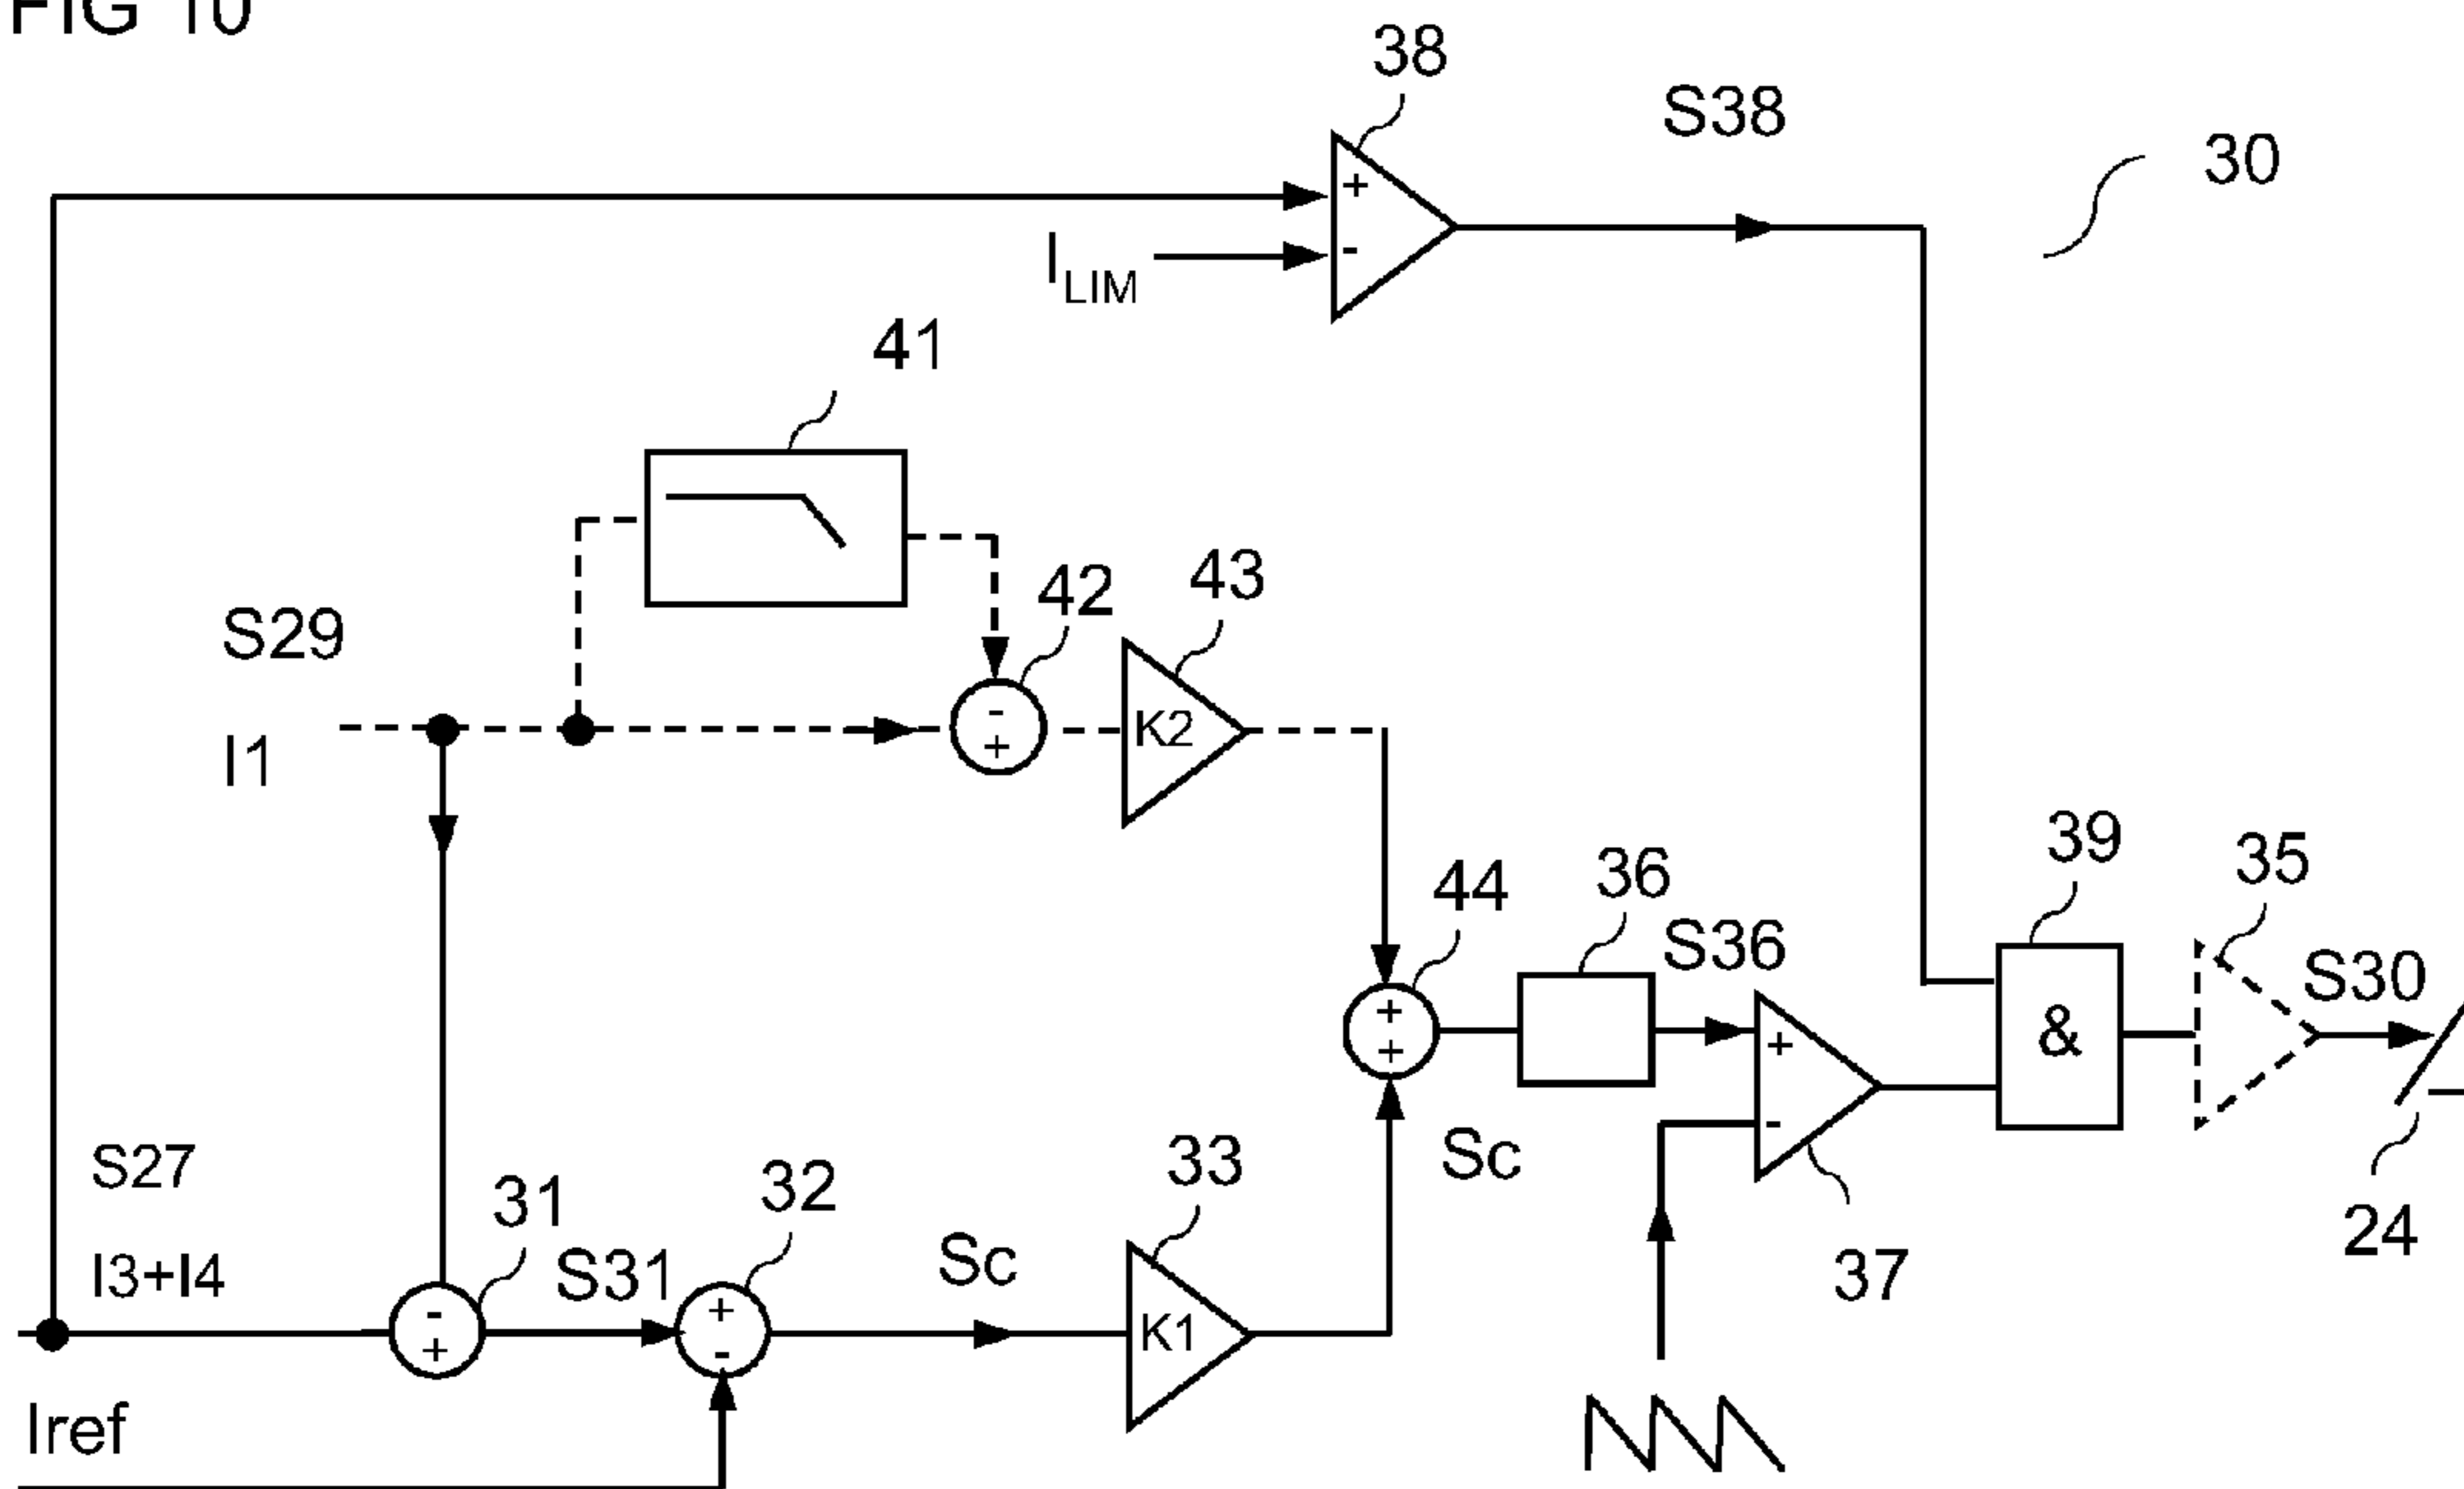 FIG 10
38
S38
30
+
-
I_LIM
41
42
43
S29
I1
-
+
K2
39
35
44
36
S36
S30
+
+
+
-
&
S27
31
32
33
Sc
37
24
I3+I4
S31
Sc
-
+
+
-
K1
Iref